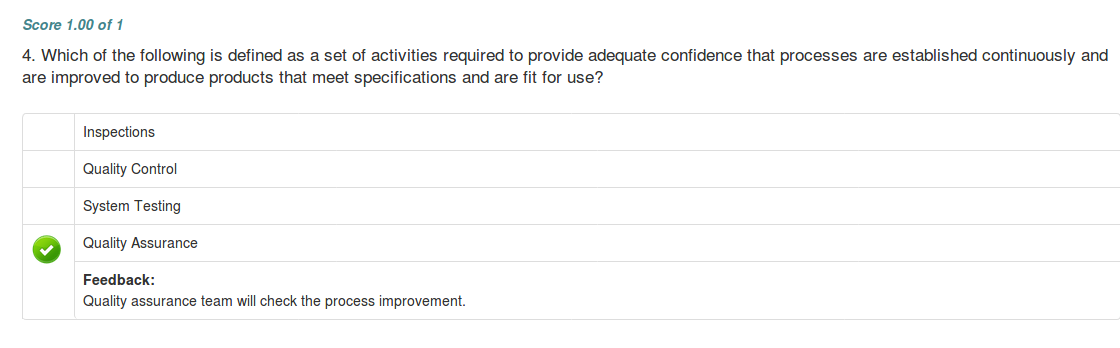 Score 1.00 of 1
4. Which of the following is defined as a set of activities required to provide adequate confidence that processes are established continuously and
are improved to produce products that meet specifications and are fit for use?
Inspections
Quality Control
System Testing
Quality Assurance
Feedback:
Quality assurance team will check the process improvement.